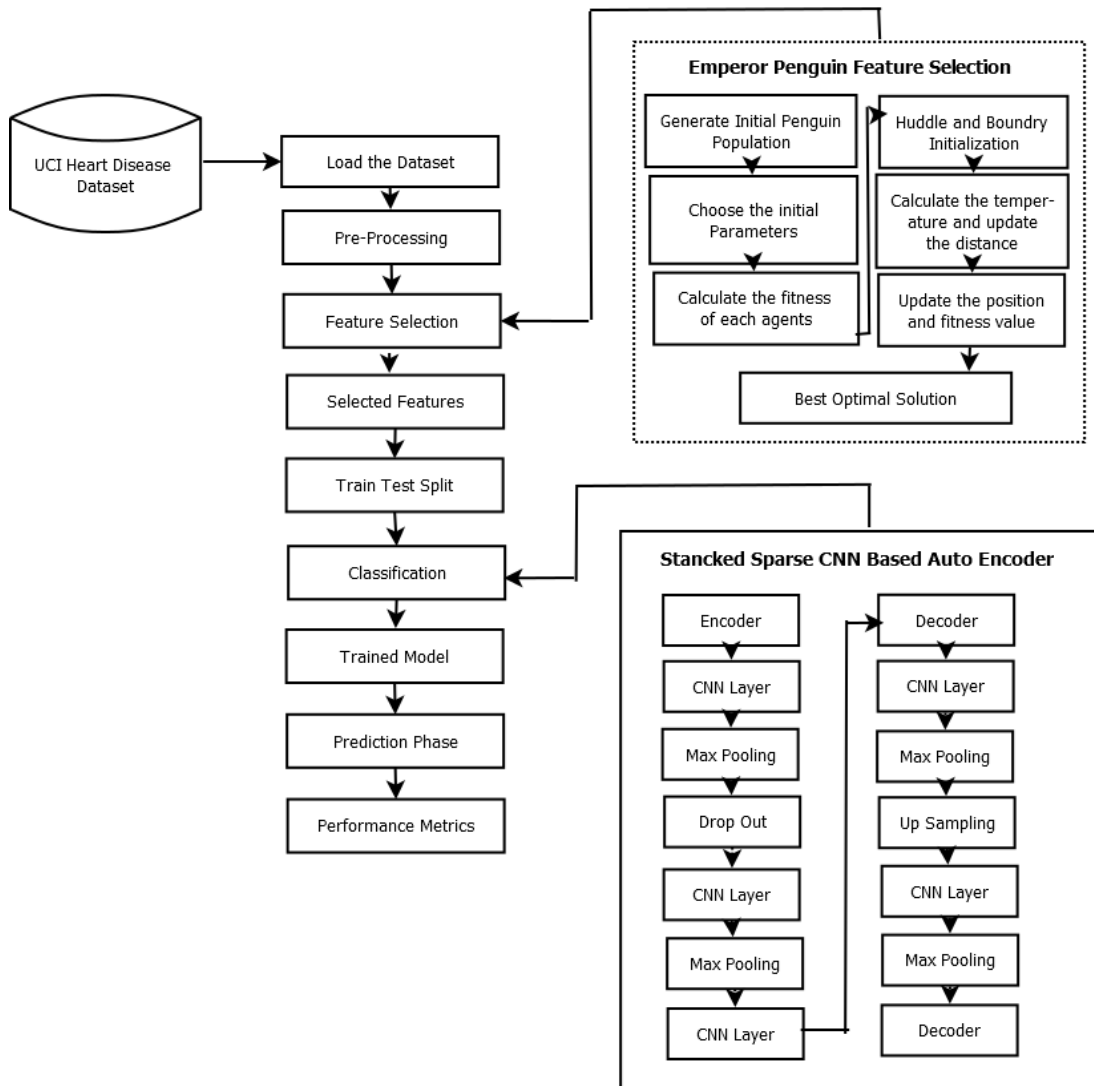 UCI Heart Disease
Dataset
Load the Dataset
Pre-Processing
Feature Selection
Selected Features
Train Test Split
Classification
Trained Model
Prediction Phase
Performance Metrics
Emperor Penguin Feature Selection
Generate Initial Penguin
Population
Choose the initial
Parameters
Calculate the fitness
of each agents
Huddle and Boundry
Initialization
Calculate the temper-
ature and update
the distance
Update the position
and fitness value
Best Optimal Solution
Stancked Sparse CNN Based Auto Encoder
Encoder
CNN Layer
Max Pooling
Drop Out
CNN Layer
Max Pooling
CNN Layer
Decoder
CNN Layer
Max Pooling
Up Sampling
CNN Layer
Max Pooling
Decoder